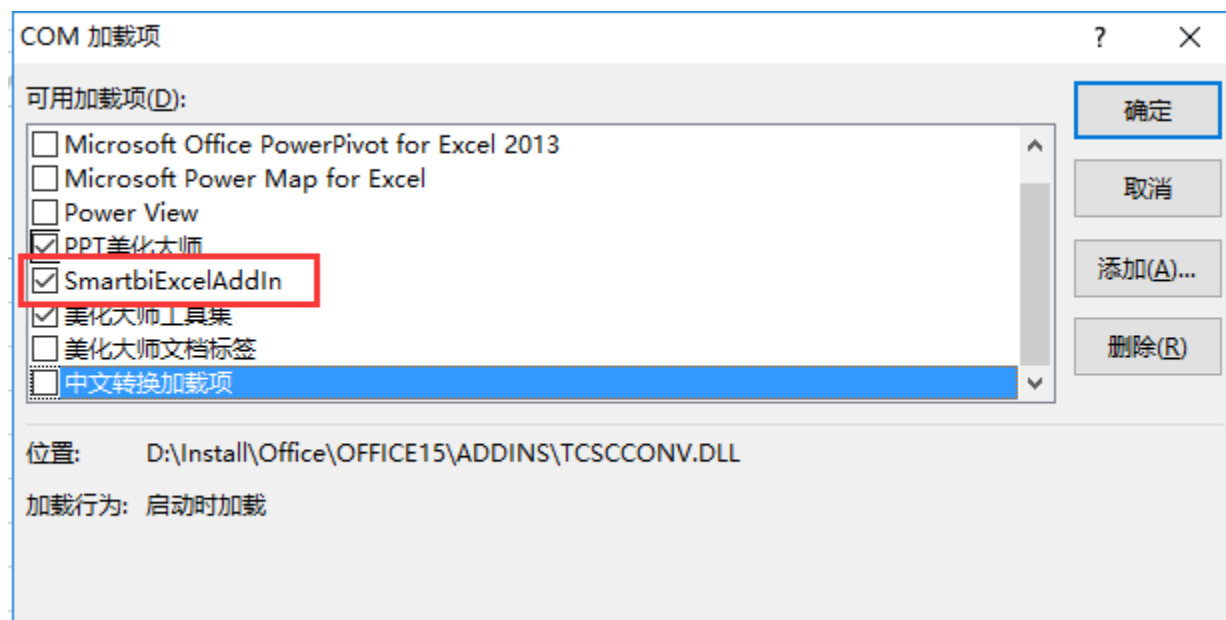 COM 加载项
? ×
可用加载项(D):
Microsoft Office PowerPivot for Excel 2013
Microsoft Power Map for Excel
Power View
PPT美化大师
SmartbiExcelAddIn
美化大师工具集
美化大师文档标签
中文转换加载项
确定
取消
添加(A)...
删除(R)
位置: D:\Install\Office\OFFICE15\ADDINS\TCSCCONV.DLL
加载行为: 启动时加载